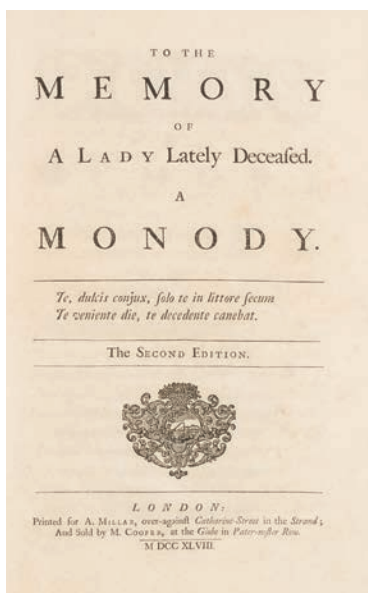 TO THE
MEMORY
OF
A LADY Lately Deceaſed.
A
MONODY.
Te, dulcis conjux, ſolo te in littore ſecum
Te veniente die, te decedente canebat.
The SECOND EDITION.
LONDON:
Printed for A. MILLAR, over-againſt Catharine-Street in the Strand;
And Sold by M. COOPER, at the Globe in Pater-noſter Row.
M DCC XLVIII.